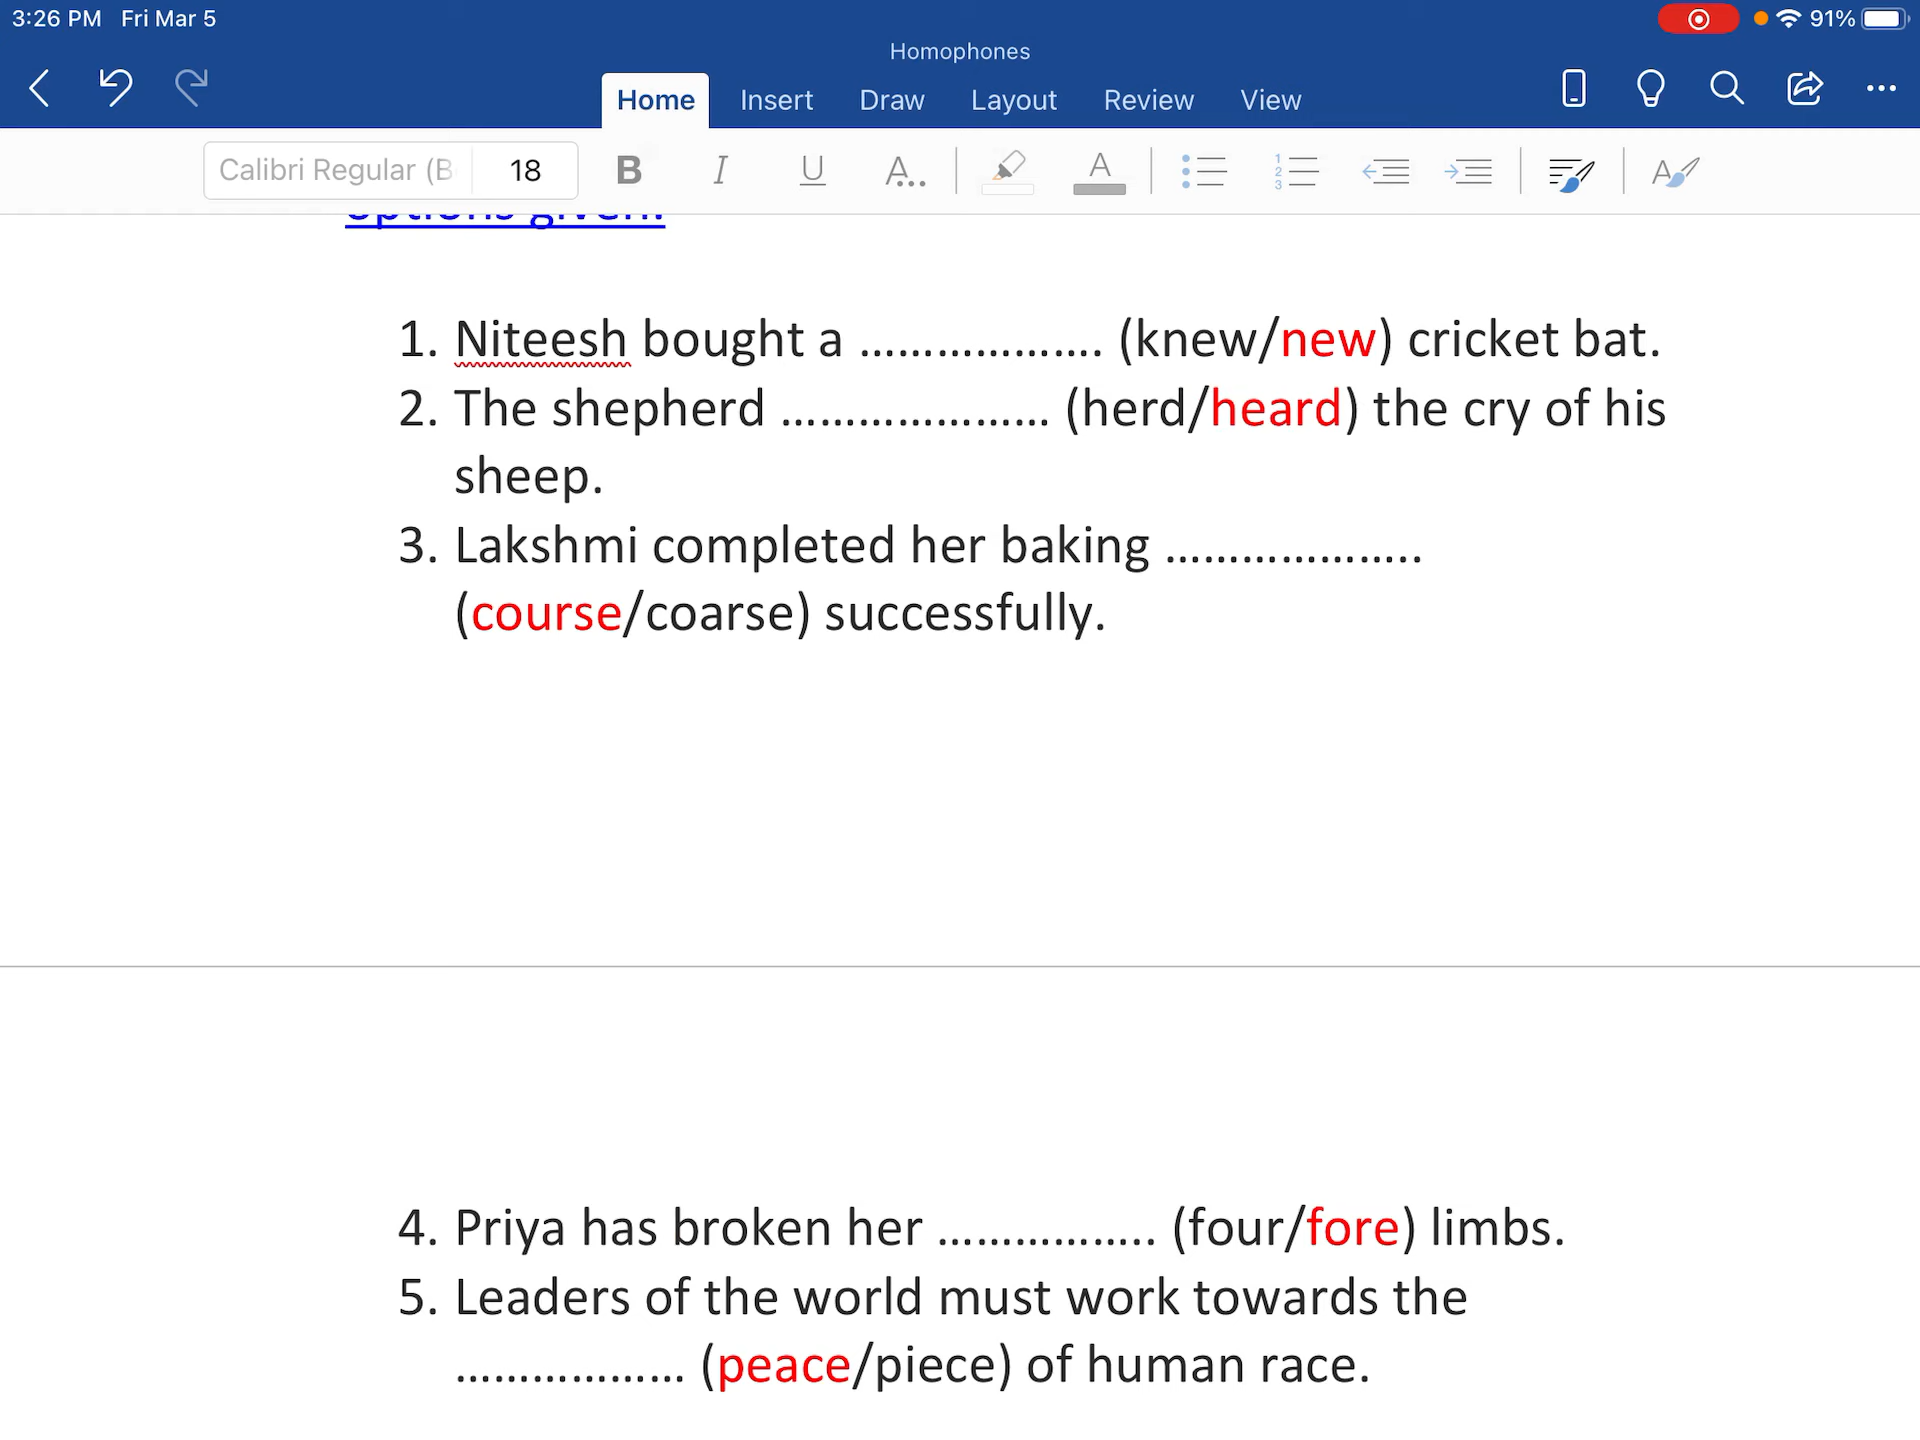 3:26 PM Fri Mar 5
91%
Homophones
Home Insert Draw Layout Review View
Calibri Regular (B 18 B I U A...
options given.
1. Niteesh bought a ................... (knew/new) cricket bat.
2. The shepherd ..................... (herd/heard) the cry of his
sheep.
3. Lakshmi completed her baking ....................
(course/coarse) successfully.
4. Priya has broken her ................. (four/fore) limbs.
5. Leaders of the world must work towards the
.................. (peace/piece) of human race.